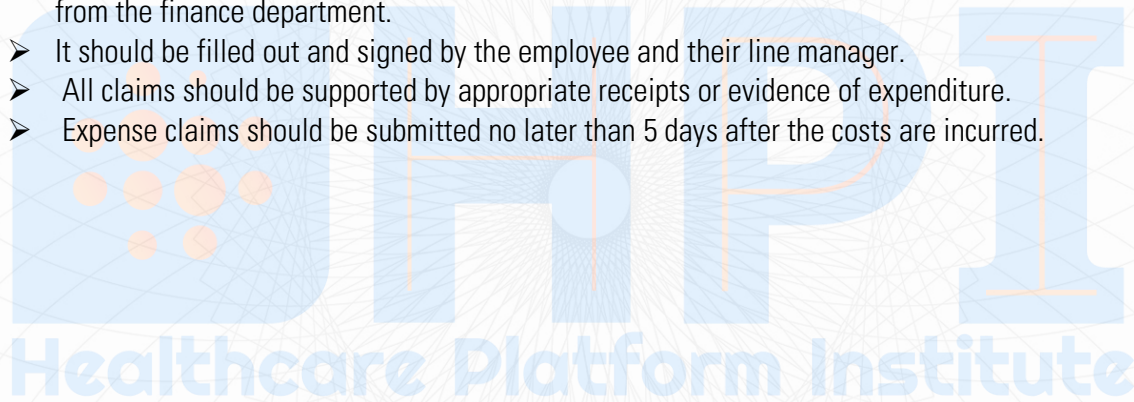 from the finance department.
➢ It should be filled out and signed by the employee and their line manager.
➢ All claims should be supported by appropriate receipts or evidence of expenditure.
➢ Expense claims should be submitted no later than 5 days after the costs are incurred.
HPI
Healthcare Platform Institute